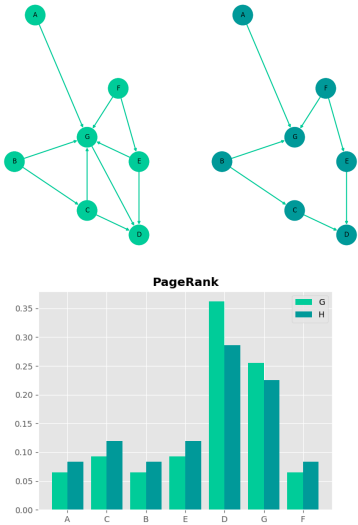 A A
F F
G G
B E B E
C C
D D
PageRank
G
H
0.35
0.30
0.25
0.20
0.15
0.10
0.05
0.00
A C B E D G F